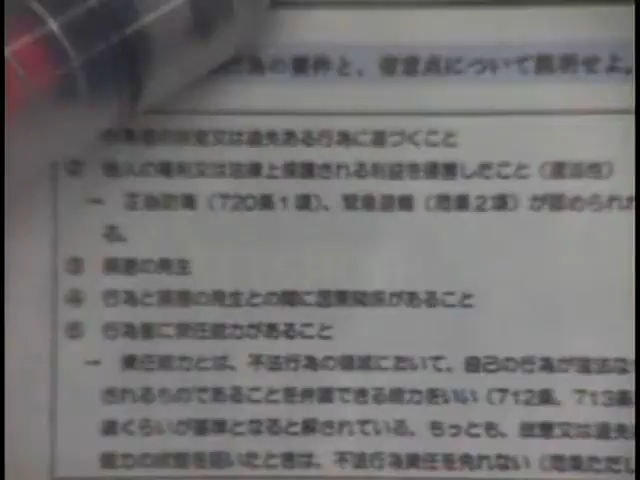 為の要件と、留意点について説明せよ。
故意又は過失ある行為に基づくこと
② 他人の権利又は法律上保護される利益を侵害したこと（違法性）
→ 正当防衛（720条1項）、緊急避難（同条2項）が認められ
る。
③ 損害の発生
④ 行為と損害の発生との間に因果関係があること
⑤ 行為者に責任能力があること
→ 責任能力とは、不法行為の領域において、自己の行為が違法な
されるものであることを弁識できる能力をいい（712条、713条
歳くらいが基準となると解されている。もっとも、故意又は過失
能力の状態を招いたときは、不法行為責任を免れない（同条ただし